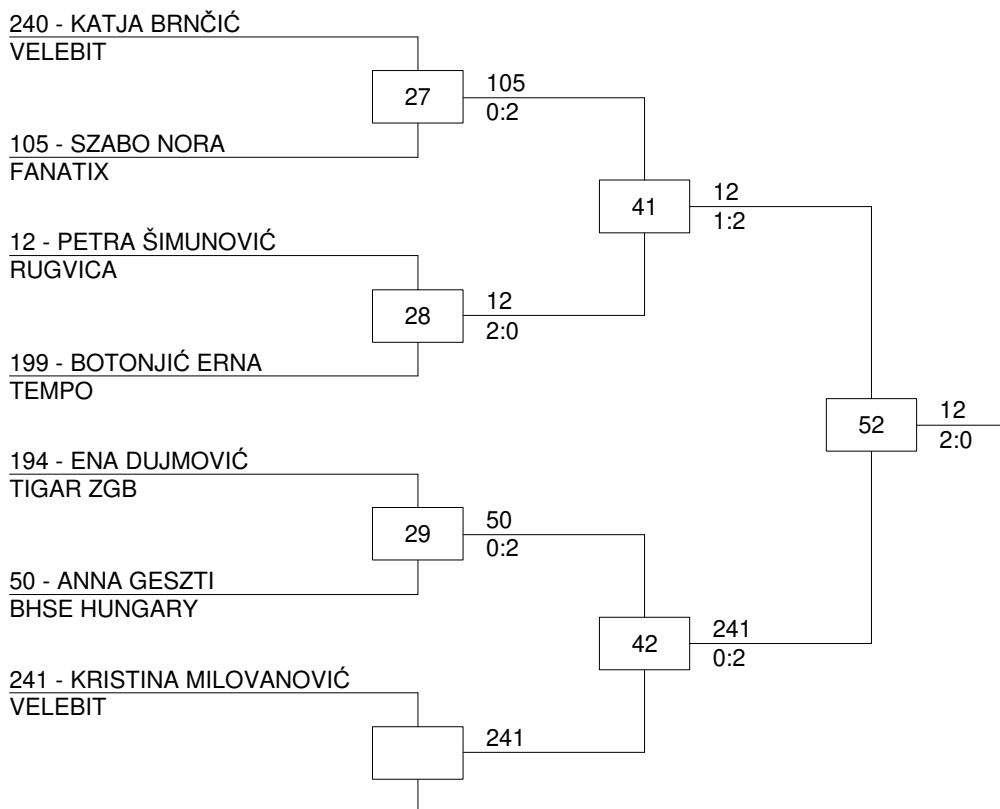 240 - KATJA BRNČIĆ
VELEBIT
27
105
0:2
105 - SZABO NORA
FANATIX
41
12
1:2
12 - PETRA ŠIMUNOVIĆ
RUGVICA
28
12
2:0
199 - BOTONJIĆ ERNA
TEMPO
52
12
2:0
194 - ENA DUJMOVIĆ
TIGAR ZGB
29
50
0:2
50 - ANNA GESZTI
BHSE HUNGARY
42
241
0:2
241 - KRISTINA MILOVANOVIĆ
VELEBIT
241